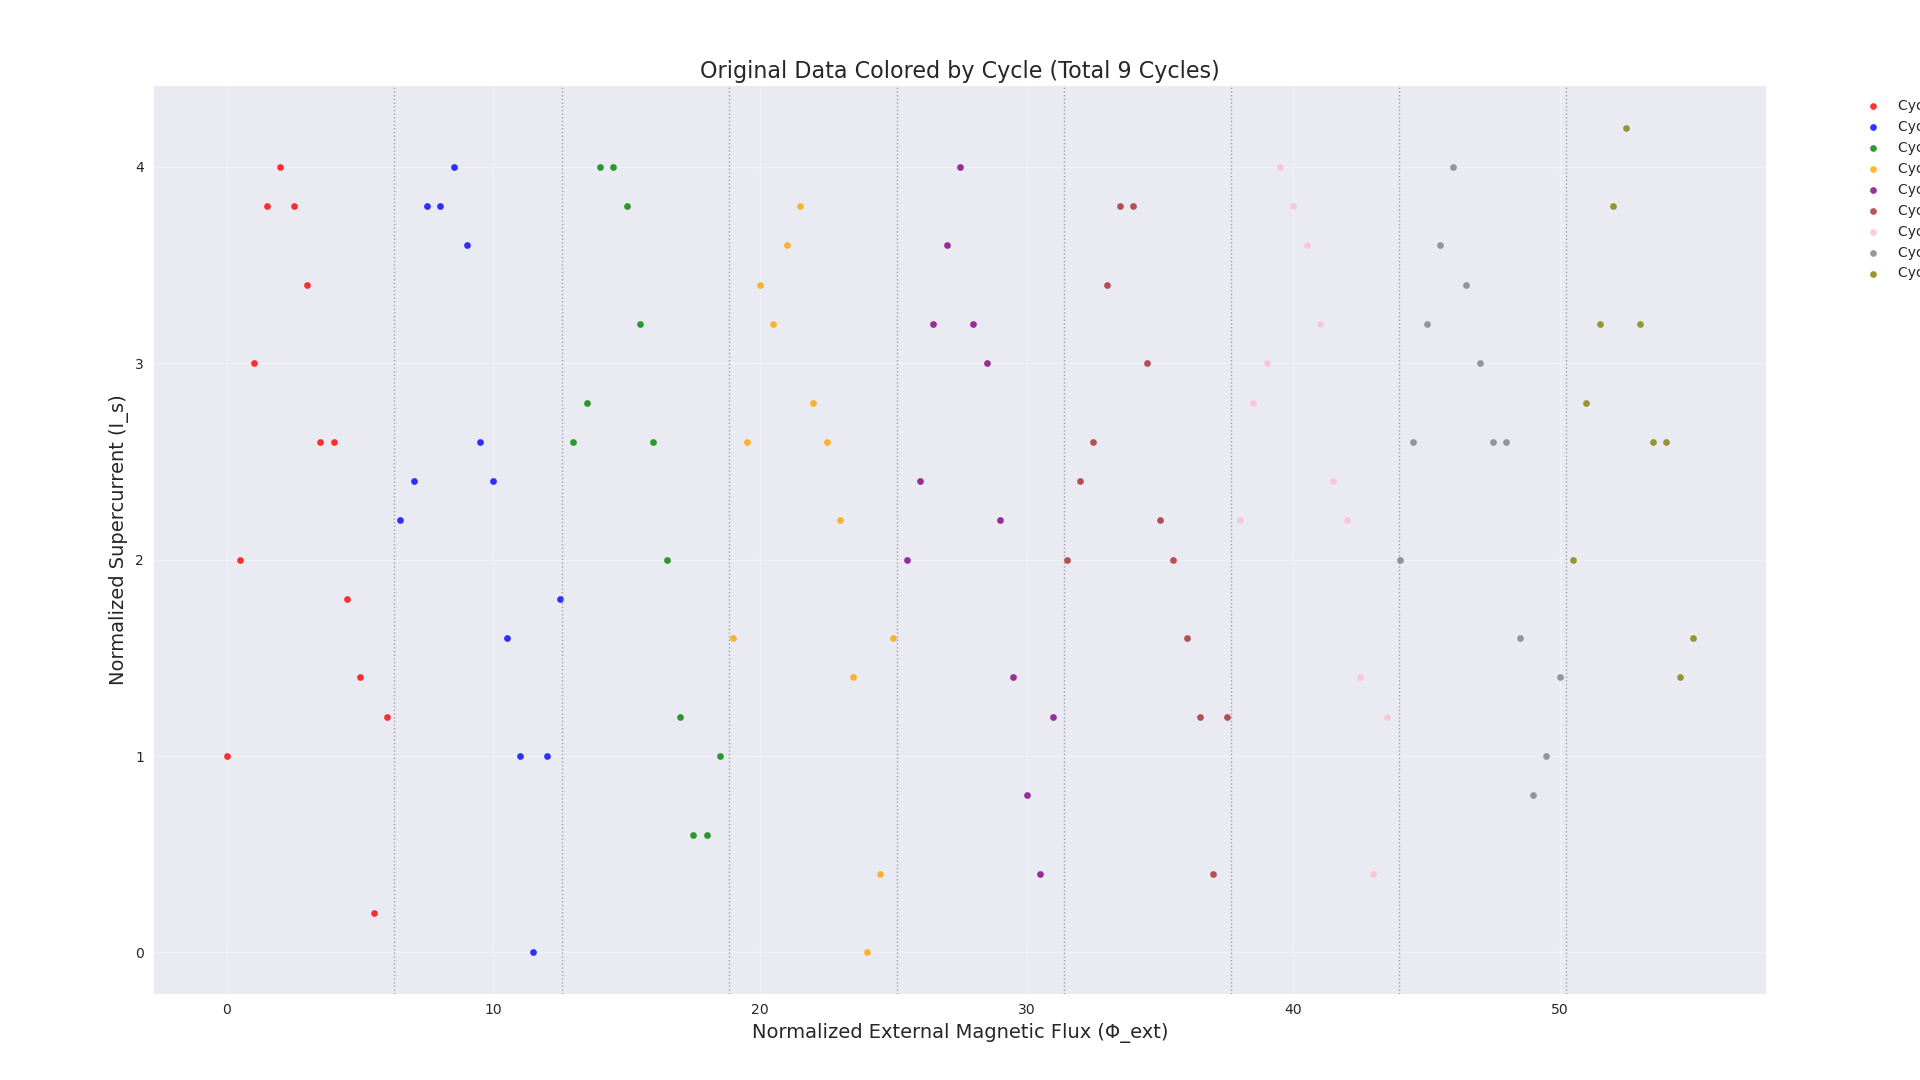 Original Data Colored by Cycle (Total 9 Cycles)
Normalized Supercurrent (I_s)
4
3
2
1
0
0 10 20 30 40 50
Normalized External Magnetic Flux (Φ_ext)
Cyc
Cyc
Cyc
Cyc
Cyc
Cyc
Cyc
Cyc
Cyc